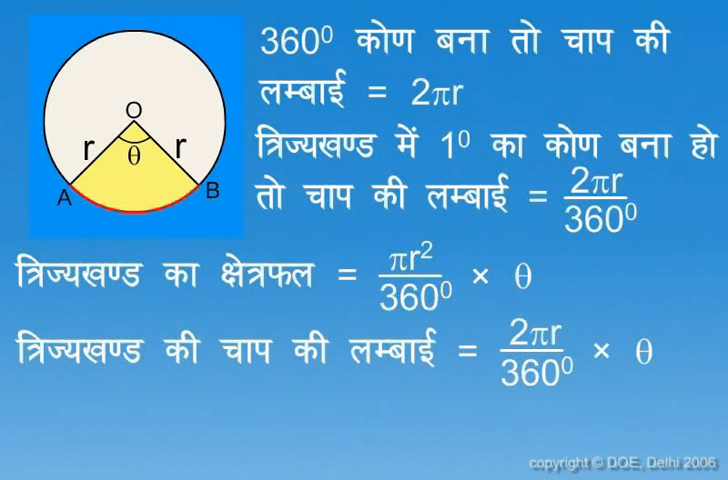 360⁰ कोण बना तो चाप की
लम्बाई = 2πr
त्रिज्यखण्ड में 1⁰ का कोण बना हो
तो चाप की लम्बाई = 2πr/360⁰
O
r θ r
A B
त्रिज्यखण्ड का क्षेत्रफल = πr²/360⁰ × θ
त्रिज्यखण्ड की चाप की लम्बाई = 2πr/360⁰ × θ
copyright © DOE, Delhi 2006